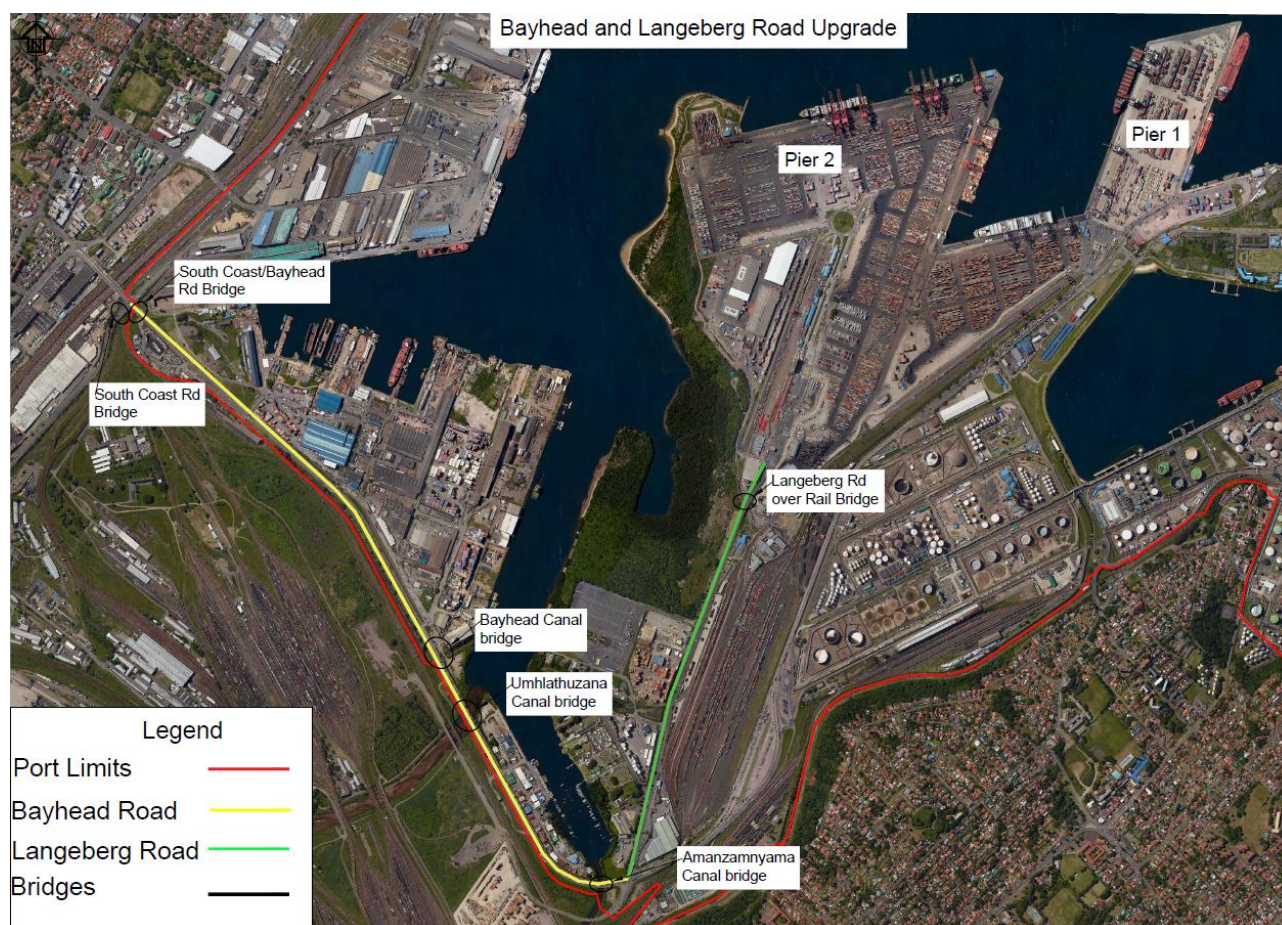 Bayhead and Langeberg Road Upgrade
N
Pier 1
Pier 2
South Coast/Bayhead
Rd Bridge
South Coast Rd
Bridge
Langeberg Rd
over Rail Bridge
Bayhead Canal
bridge
Umhlathuzana
Canal bridge
Amanzamnyama
Canal bridge
Legend
Port Limits
Bayhead Road
Langeberg Road
Bridges